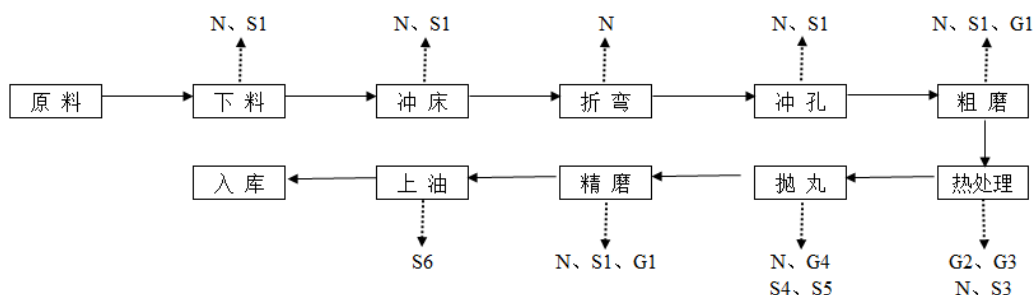 N、S1 N、S1 N N、S1 N、S1、G1
原料 下料 冲床 折弯 冲孔 粗磨
入库 上油 精磨 抛丸 热处理
S6 N、S1、G1 N、G4 G2、G3
S4、S5 N、S3